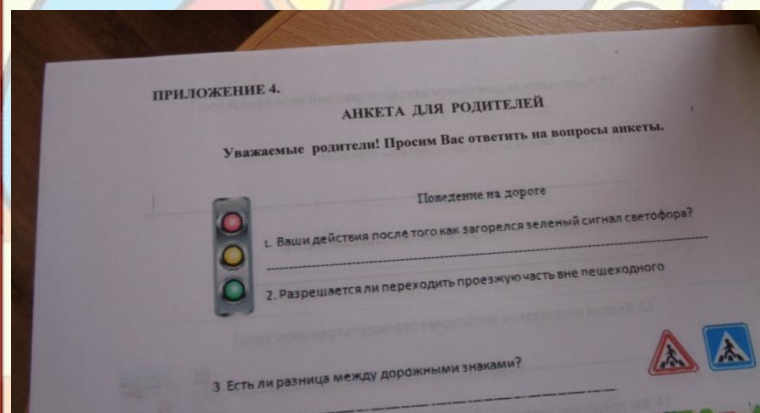 ПРИЛОЖЕНИЕ 4.
АНКЕТА ДЛЯ РОДИТЕЛЕЙ
Уважаемые родители! Просим Вас ответить на вопросы анкеты.
Поведение на дороге
1. Ваши действия после того как загорелся зеленый сигнал светофора?
2. Разрешается ли переходить проезжую часть вне пешеходного
3 Есть ли разница между дорожными знаками?